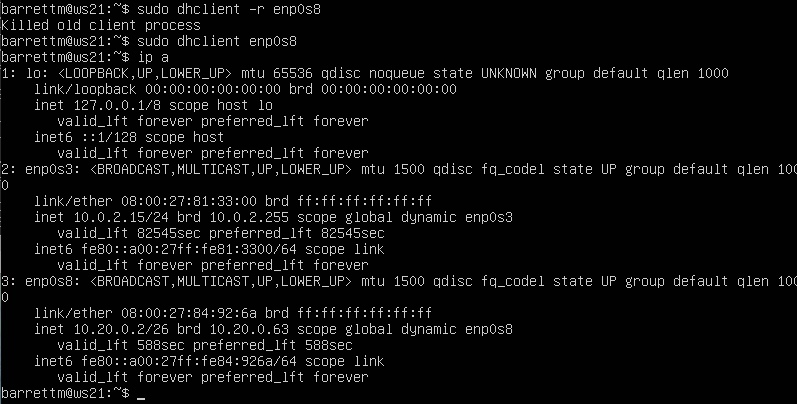 barrettm@ws21:~$ sudo dhclient -r enp0s8
Killed old client process
barrettm@ws21:~$ sudo dhclient enp0s8
barrettm@ws21:~$ ip a
1: lo: <LOOPBACK,UP,LOWER_UP> mtu 65536 qdisc noqueue state UNKNOWN group default qlen 1000
    link/loopback 00:00:00:00:00:00 brd 00:00:00:00:00:00
    inet 127.0.0.1/8 scope host lo
       valid_lft forever preferred_lft forever
    inet6 ::1/128 scope host
       valid_lft forever preferred_lft forever
2: enp0s3: <BROADCAST,MULTICAST,UP,LOWER_UP> mtu 1500 qdisc fq_codel state UP group default qlen 100
0
    link/ether 08:00:27:81:33:00 brd ff:ff:ff:ff:ff:ff
    inet 10.0.2.15/24 brd 10.0.2.255 scope global dynamic enp0s3
       valid_lft 82545sec preferred_lft 82545sec
    inet6 fe80::a00:27ff:fe81:3300/64 scope link
       valid_lft forever preferred_lft forever
3: enp0s8: <BROADCAST,MULTICAST,UP,LOWER_UP> mtu 1500 qdisc fq_codel state UP group default qlen 100
0
    link/ether 08:00:27:84:92:6a brd ff:ff:ff:ff:ff:ff
    inet 10.20.0.2/26 brd 10.20.0.63 scope global dynamic enp0s8
       valid_lft 588sec preferred_lft 588sec
    inet6 fe80::a00:27ff:fe84:926a/64 scope link
       valid_lft forever preferred_lft forever
barrettm@ws21:~$ _